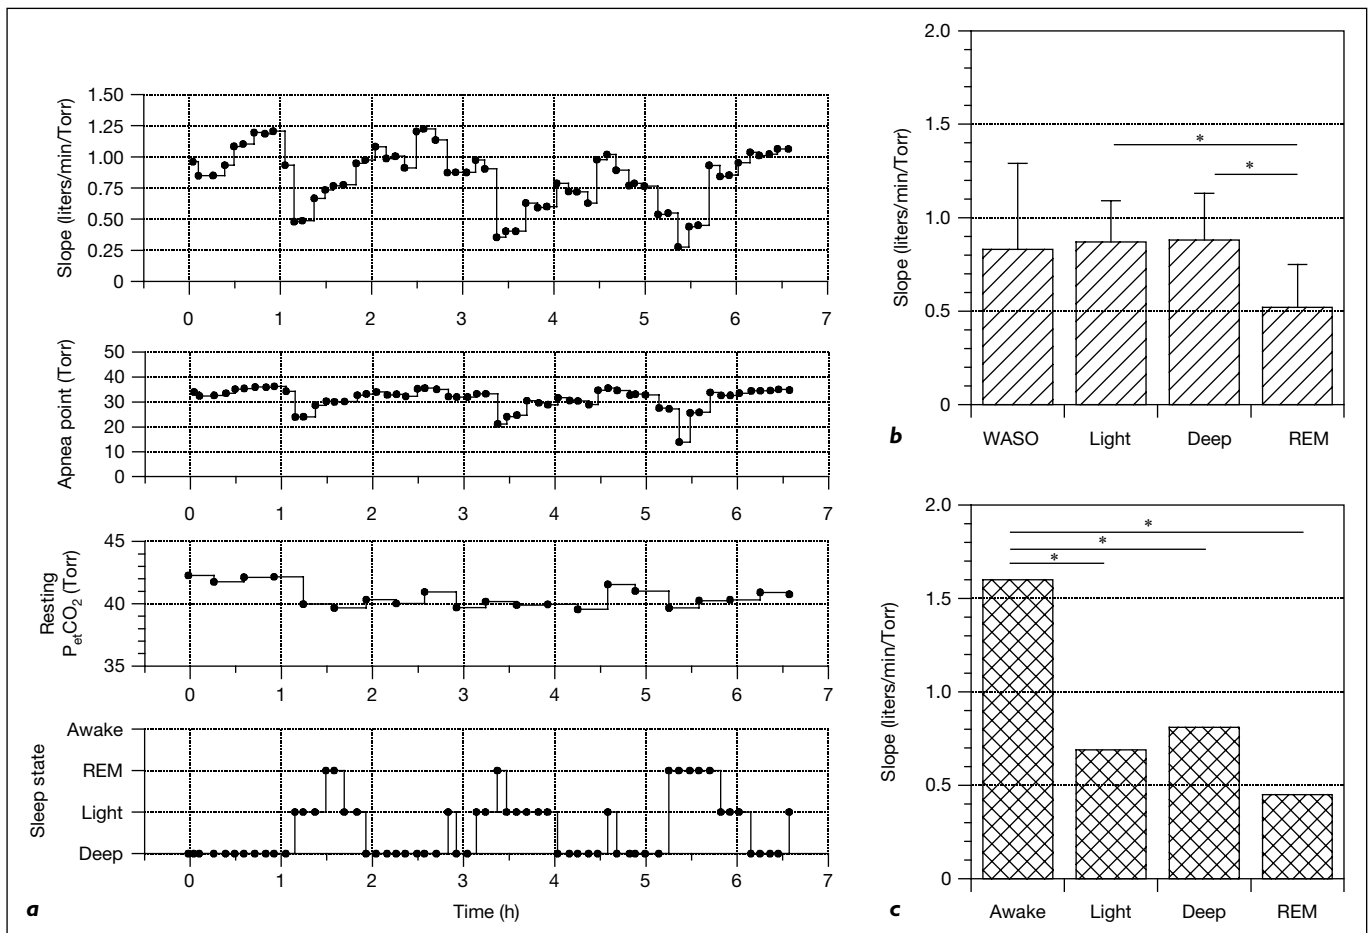 1.50
1.25
1.00
0.75
0.50
0.25
0
Slope (liters/min/Torr)
0 1 2 3 4 5 6 7
50
40
30
20
10
0
Apnea point (Torr)
0 1 2 3 4 5 6 7
45
40
35
Resting
PetCO2 (Torr)
0 1 2 3 4 5 6 7
Awake
REM
Light
Deep
Sleep state
0 1 2 3 4 5 6 7
Time (h)
a
2.0
1.5
1.0
0.5
0
Slope (liters/min/Torr)
*
*
WASO Light Deep REM
b
2.0
1.5
1.0
0.5
0
Slope (liters/min/Torr)
*
*
*
Awake Light Deep REM
c